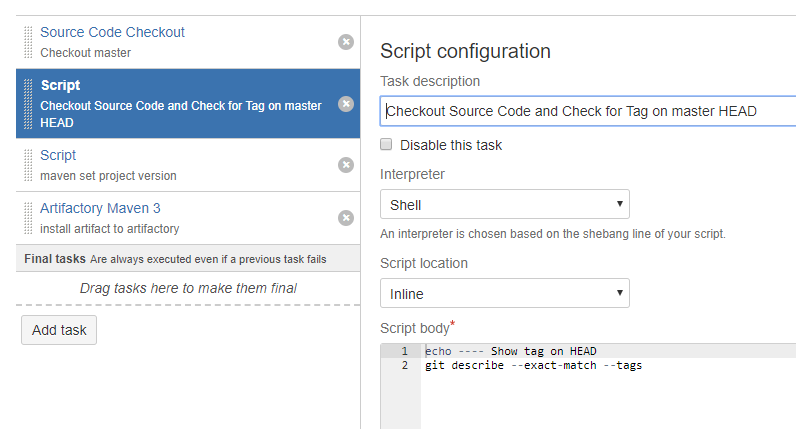 Source Code Checkout
Checkout master
Script
Checkout Source Code and Check for Tag on master
HEAD
Script
maven set project version
Artifactory Maven 3
install artifact to artifactory
Final tasks Are always executed even if a previous task fails
Drag tasks here to make them final
Add task
Script configuration
Task description
Checkout Source Code and Check for Tag on master HEAD
Disable this task
Interpreter
Shell
An interpreter is chosen based on the shebang line of your script.
Script location
Inline
Script body*
1 echo ---- Show tag on HEAD
2 git describe --exact-match --tags